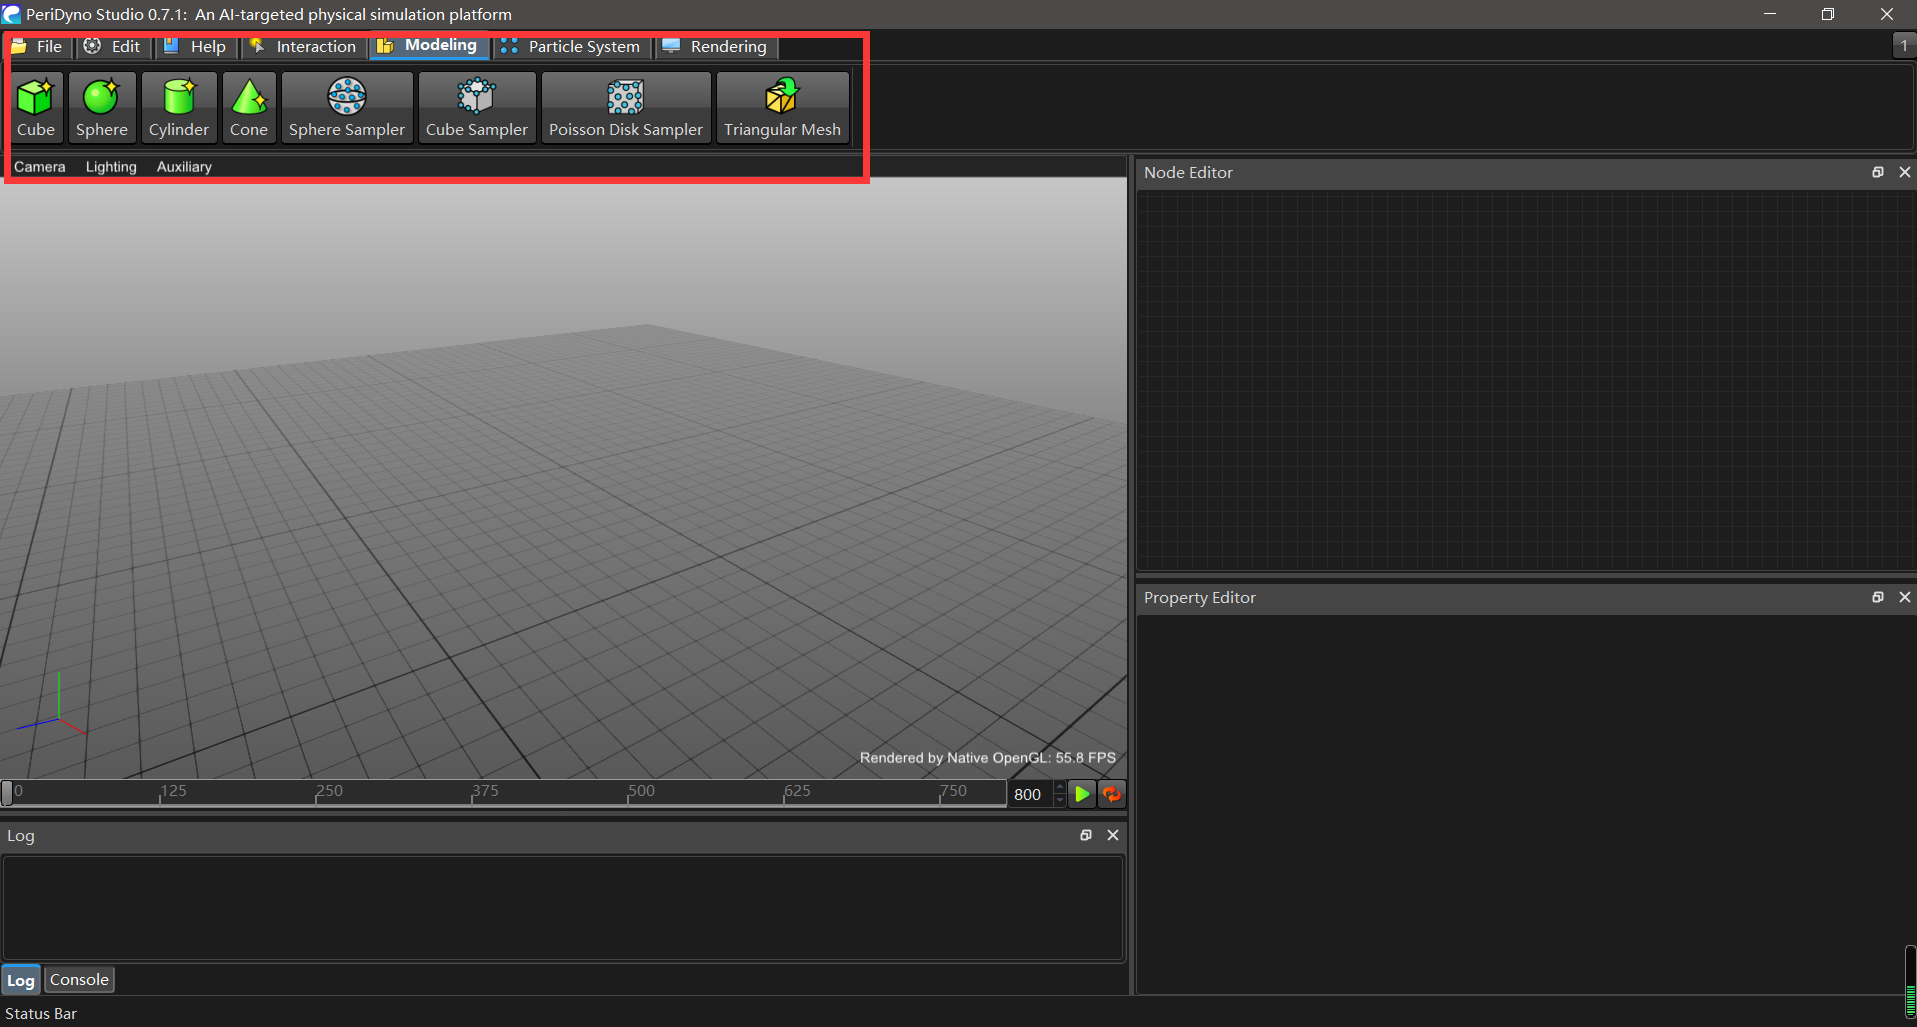 PeriDyno Studio 0.7.1: An AI-targeted physical simulation platform
File Edit Help Interaction Modeling Particle System Rendering 1
Cube Sphere Cylinder Cone Sphere Sampler Cube Sampler Poisson Disk Sampler Triangular Mesh
Camera Lighting Auxiliary
Node Editor
Rendered by Native OpenGL: 55.8 FPS
0 125 250 375 500 625 750 800
Property Editor
Log
Log Console
Status Bar